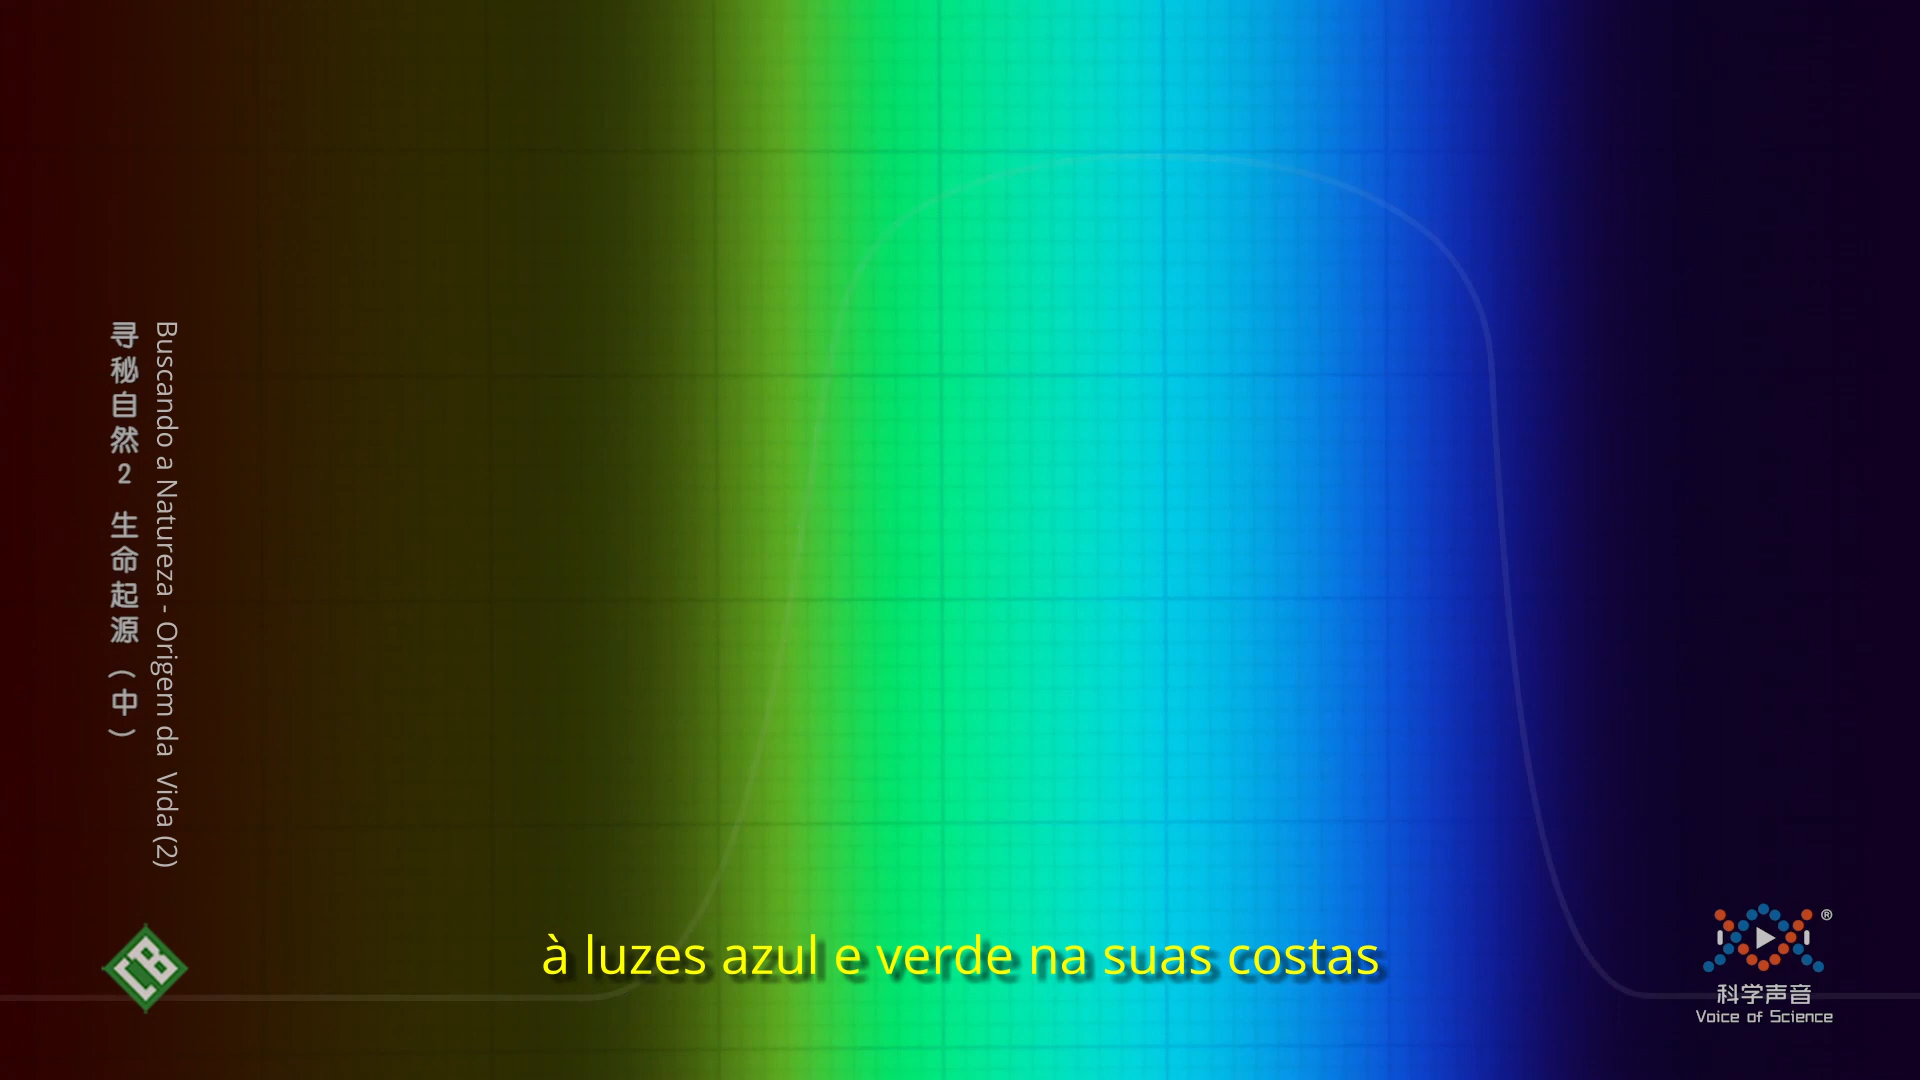 寻秘自然2 生命起源（中）
Buscando a Natureza - Origem da Vida (2)
à luzes azul e verde na suas costas
CB
®
科学声音
Voice of Science